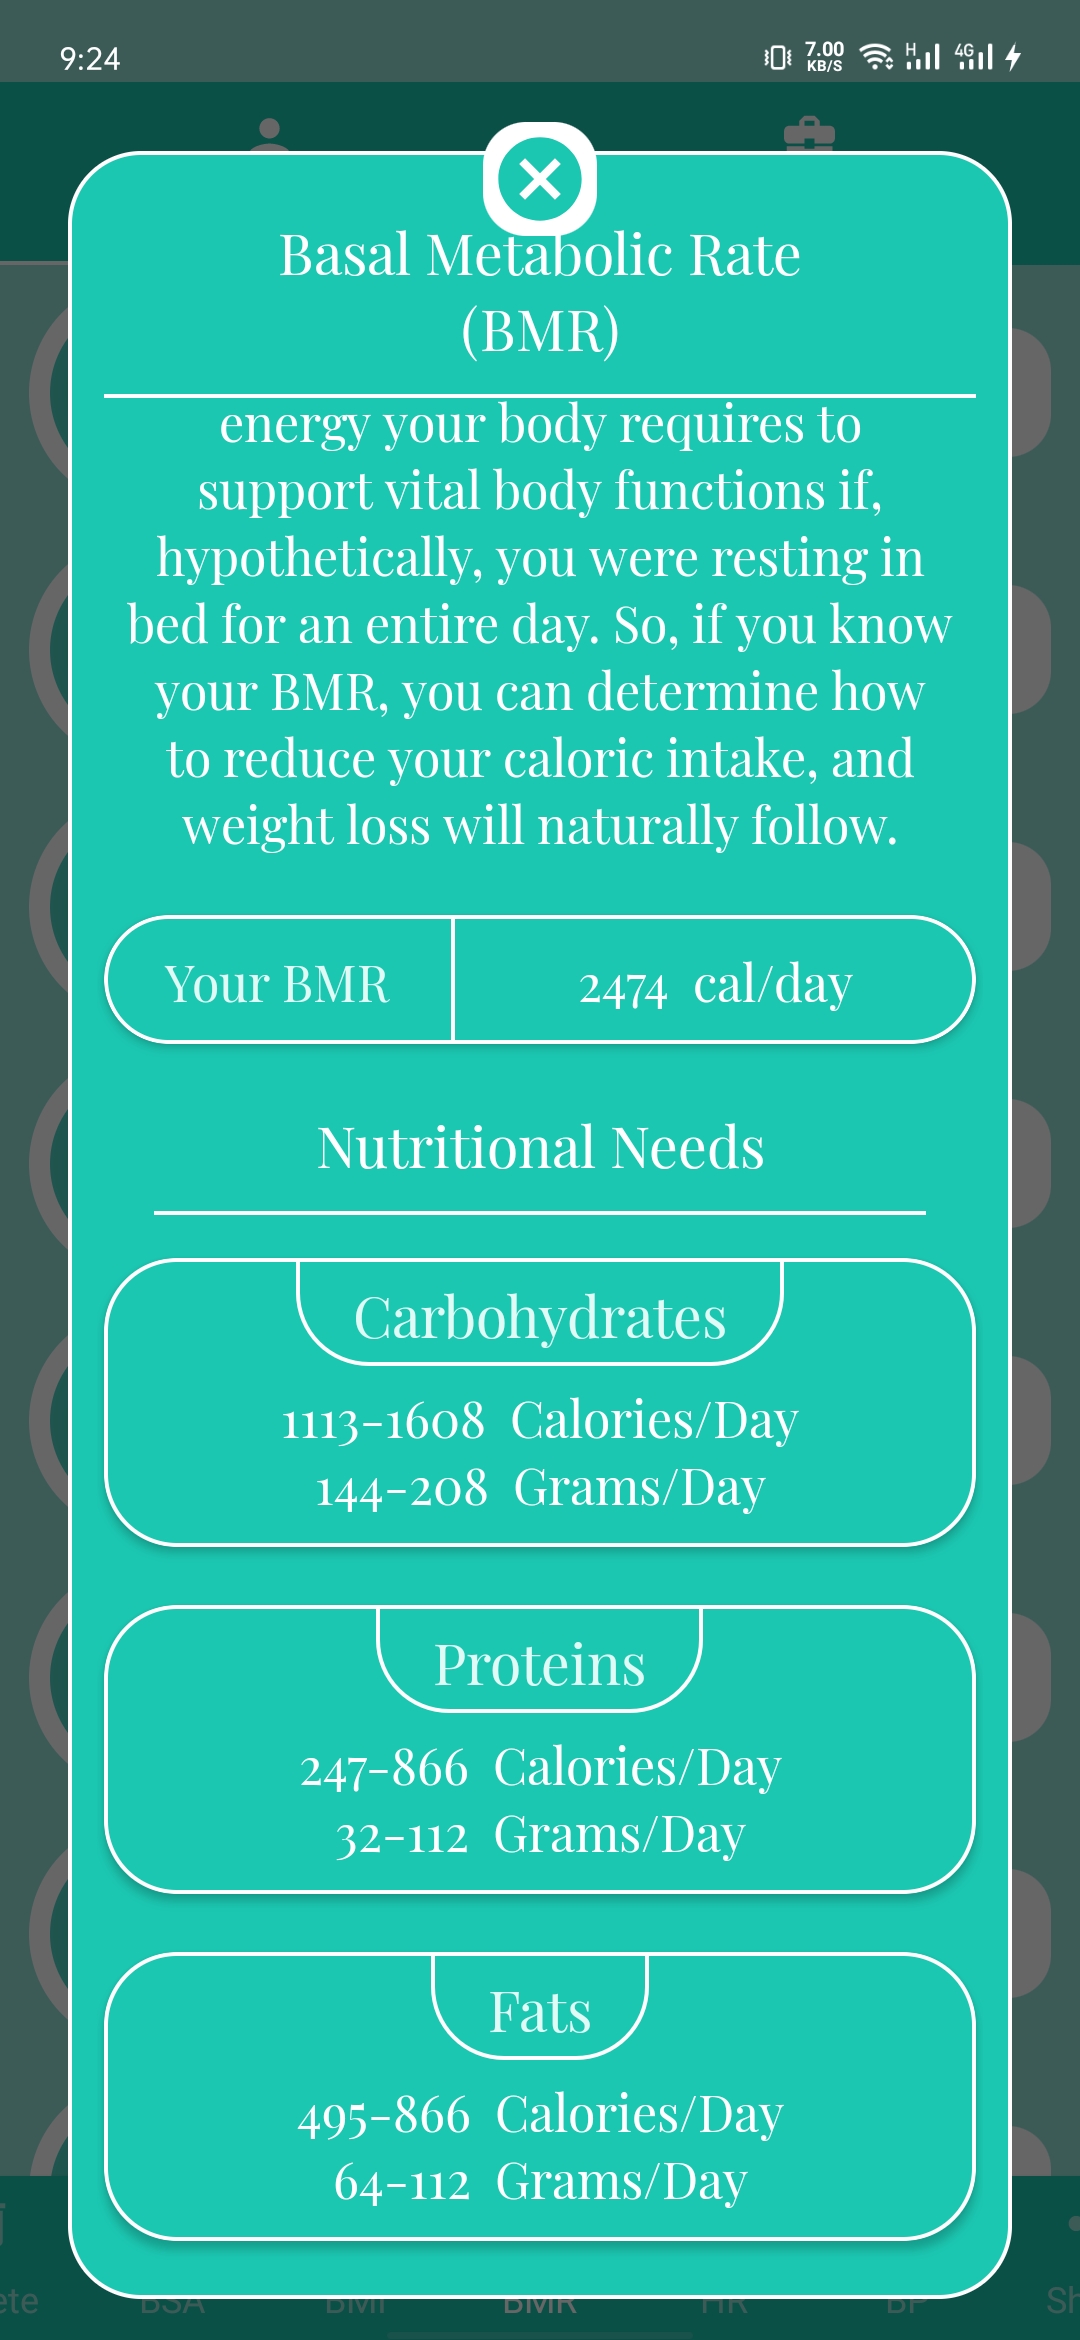 9:24
7.00
KB/S
H
4G
Basal Metabolic Rate
(BMR)
energy your body requires to
support vital body functions if,
hypothetically, you were resting in
bed for an entire day. So, if you know
your BMR, you can determine how
to reduce your caloric intake, and
weight loss will naturally follow.
Your BMR
2474 cal/day
Nutritional Needs
Carbohydrates
1113-1608 Calories/Day
144-208 Grams/Day
Proteins
247-866 Calories/Day
32-112 Grams/Day
Fats
495-866 Calories/Day
64-112 Grams/Day
BSA BMI BMR HR BP